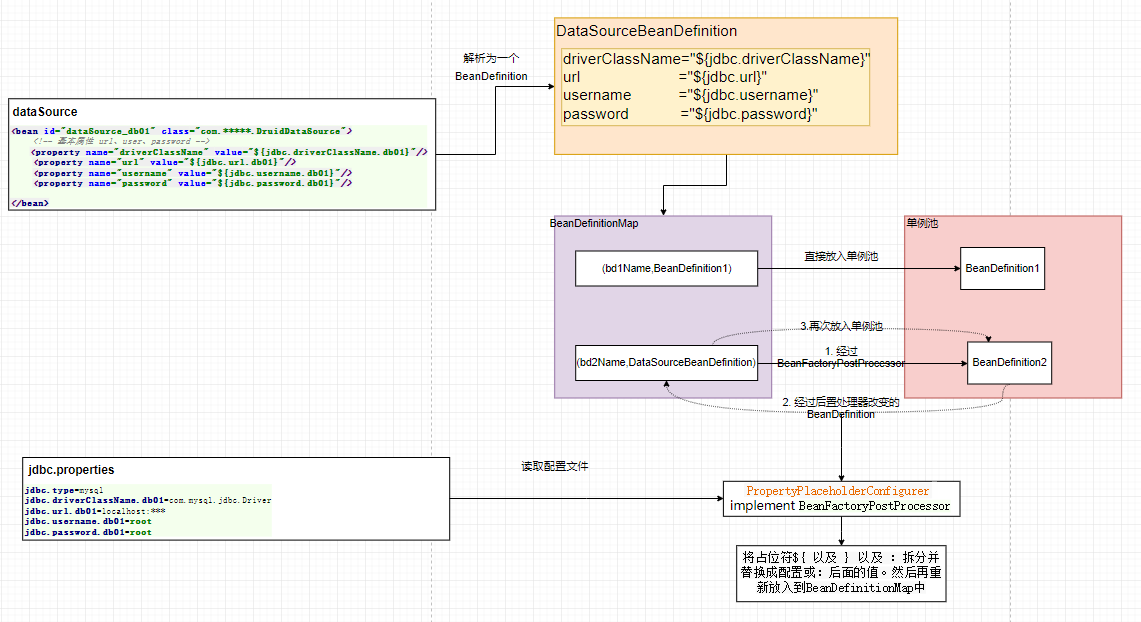 DataSourceBeanDefinition
driverClassName="${jdbc.driverClassName}"
url ="${jdbc.url}"
username ="${jdbc.username}"
password ="${jdbc.password}"
解析为一个
BeanDefinition
dataSource
<bean id="dataSource_db01" class="com.*****.DruidDataSource">
<!-- 基本属性 url、user、password -->
<property name="driverClassName" value="${jdbc.driverClassName.db01}"/>
<property name="url" value="${jdbc.url.db01}"/>
<property name="username" value="${jdbc.username.db01}"/>
<property name="password" value="${jdbc.password.db01}"/>
</bean>
BeanDefinitionMap
单例池
(bd1Name,BeanDefinition1)
直接放入单例池
BeanDefinition1
3.再次放入单例池
(bd2Name,DataSourceBeanDefinition)
1. 经过
BeanFactoryPostProcessor
BeanDefinition2
2. 经过后置处理器改变的
BeanDefinition
jdbc.properties
jdbc.type=mysql
jdbc.driverClassName.db01=com.mysql.jdbc.Driver
jdbc.url.db01=localhost:***
jdbc.username.db01=root
jdbc.password.db01=root
读取配置文件
PropertyPlaceholderConfigurer
implement BeanFactoryPostProcessor
将占位符${ 以及 } 以及 : 拆分并
替换成配置或: 后面的值。然后再重
新放入到BeanDefinitionMap中